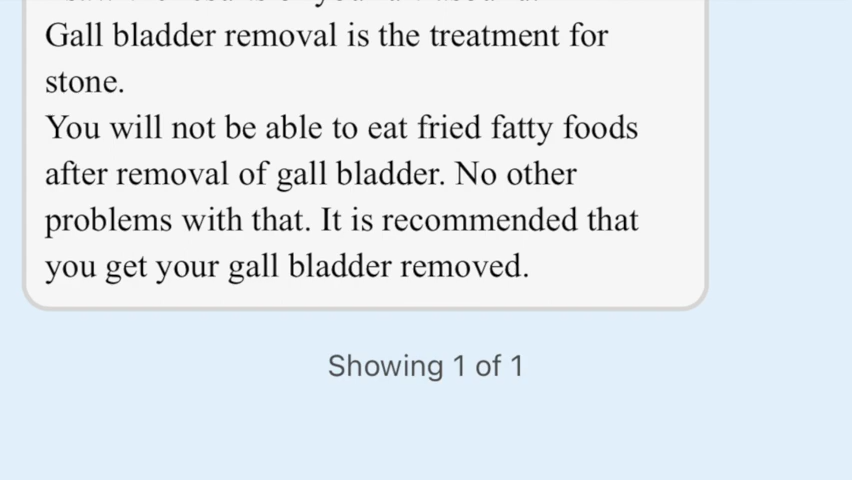 Gall bladder removal is the treatment for
stone.
You will not be able to eat fried fatty foods
after removal of gall bladder. No other
problems with that. It is recommended that
you get your gall bladder removed.
Showing 1 of 1